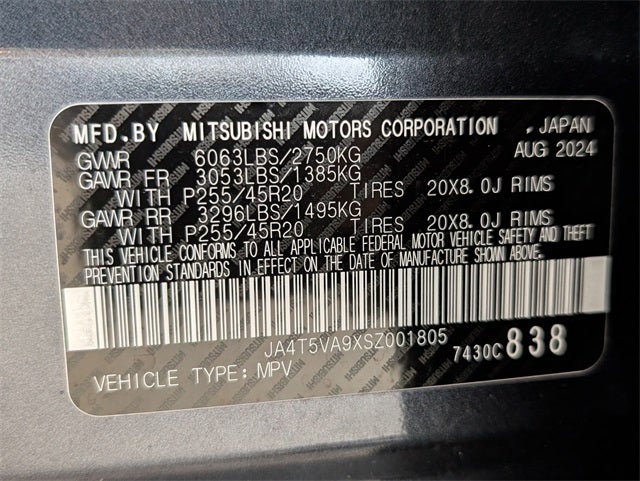 MFD.BY MITSUBISHI MOTORS CORPORATION , JAPAN
GVWR 6063LBS/2750KG AUG 2024
GAWR FR 3053LBS/1385KG
WITH P255/45R20 TIRES 20X8.0J RIMS
GAWR RR 3296LBS/1495KG
WITH P255/45R20 TIRES 20X8.0J RIMS
THIS VEHICLE CONFORMS TO ALL APPLICABLE FEDERAL MOTOR VEHICLE SAFETY AND THEFT
PREVENTION STANDARDS IN EFFECT ON THE DATE OF MANUFACTURE SHOWN ABOVE.
JA4T5VA9XSZ001805 7430C 838
VEHICLE TYPE:MPV